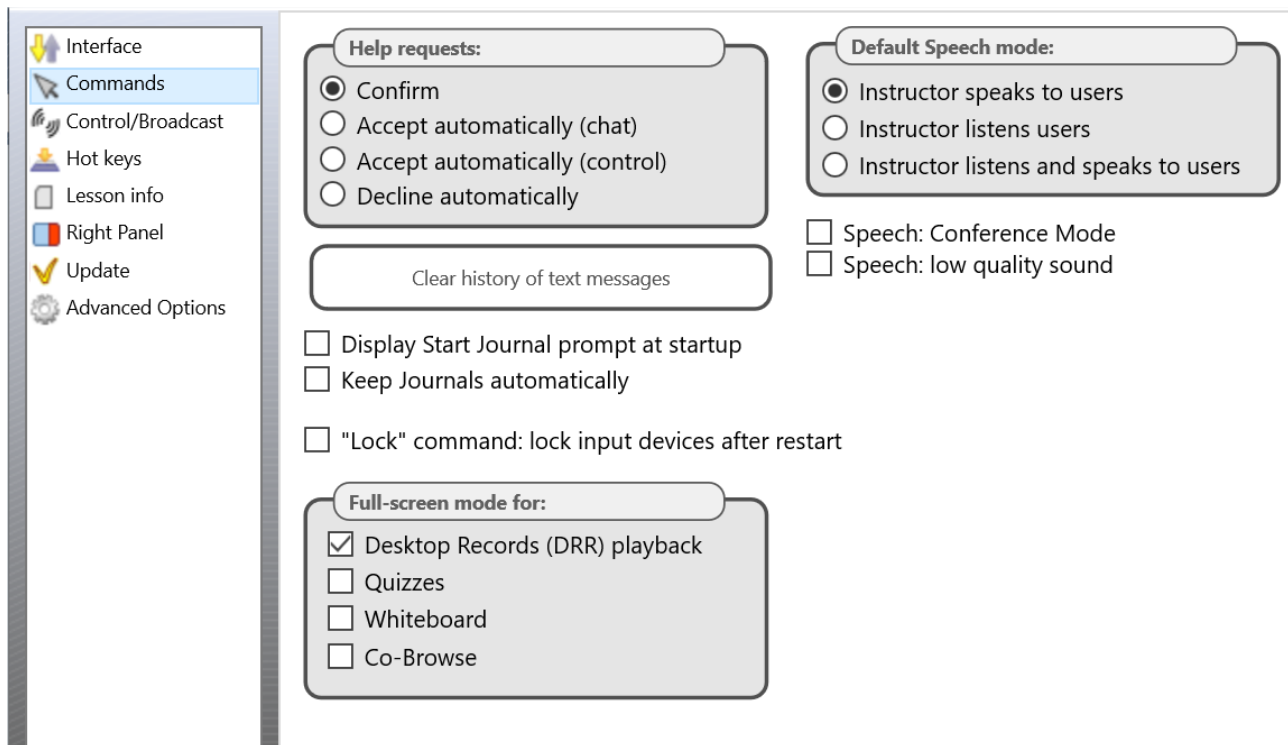 Interface
Commands
Control/Broadcast
Hot keys
Lesson info
Right Panel
Update
Advanced Options
Help requests:
Confirm
Accept automatically (chat)
Accept automatically (control)
Decline automatically
Clear history of text messages
Display Start Journal prompt at startup
Keep Journals automatically
"Lock" command: lock input devices after restart
Full-screen mode for:
Desktop Records (DRR) playback
Quizzes
Whiteboard
Co-Browse
Default Speech mode:
Instructor speaks to users
Instructor listens users
Instructor listens and speaks to users
Speech: Conference Mode
Speech: low quality sound